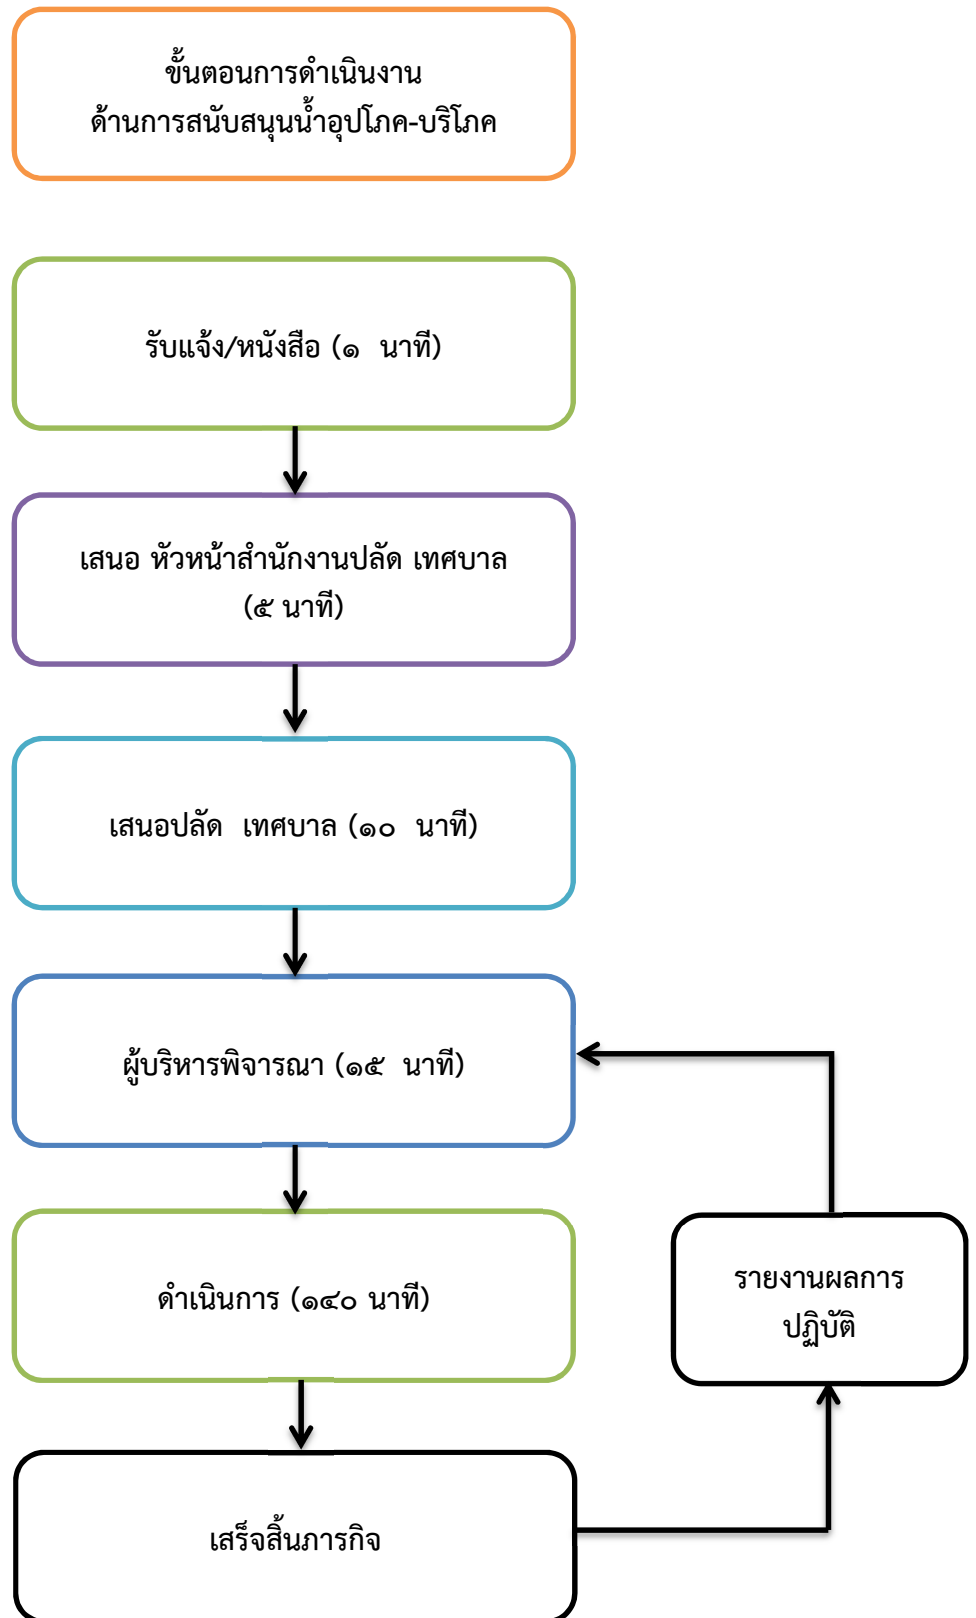 ขั้นตอนการดำเนินงาน
ด้านการสนับสนุนน้ำอุปโภค-บริโภค
รับแจ้ง/หนังสือ (๑ นาที)
เสนอ หัวหน้าสำนักงานปลัด เทศบาล
(๕ นาที)
เสนอปลัด เทศบาล (๑๐ นาที)
ผู้บริหารพิจารณา (๑๕ นาที)
ดำเนินการ (๑๔๐ นาที)
รายงานผลการ
ปฏิบัติ
เสร็จสิ้นภารกิจ